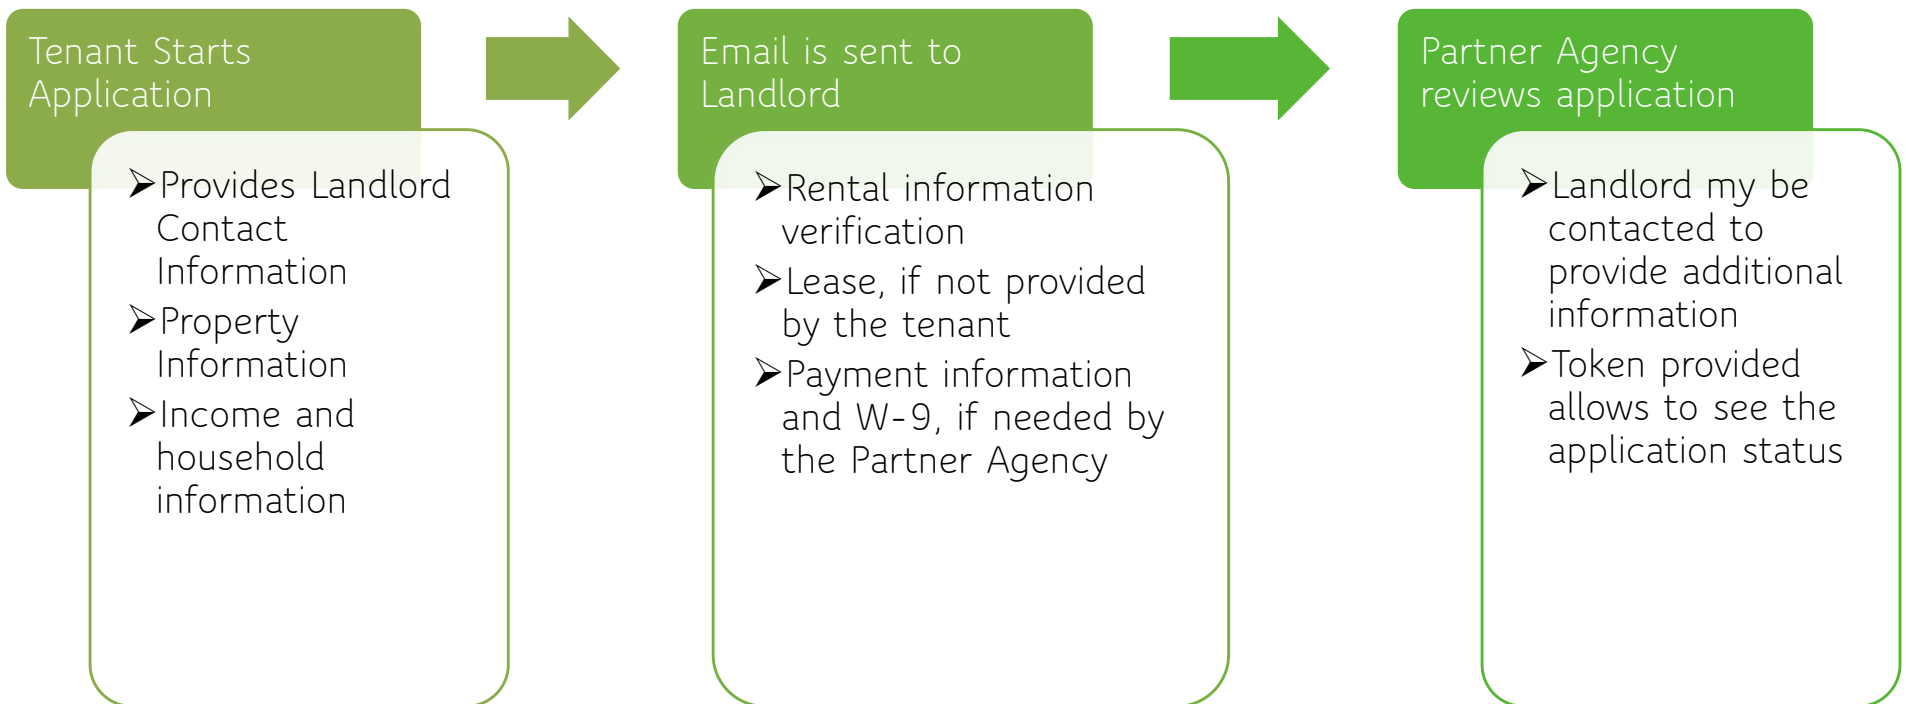 Tenant Starts
Application
➢Provides Landlord
Contact
Information
➢Property
Information
➢Income and
household
information
Email is sent to
Landlord
➢Rental information
verification
➢Lease, if not provided
by the tenant
➢Payment information
and W-9, if needed by
the Partner Agency
Partner Agency
reviews application
➢Landlord my be
contacted to
provide additional
information
➢Token provided
allows to see the
application status